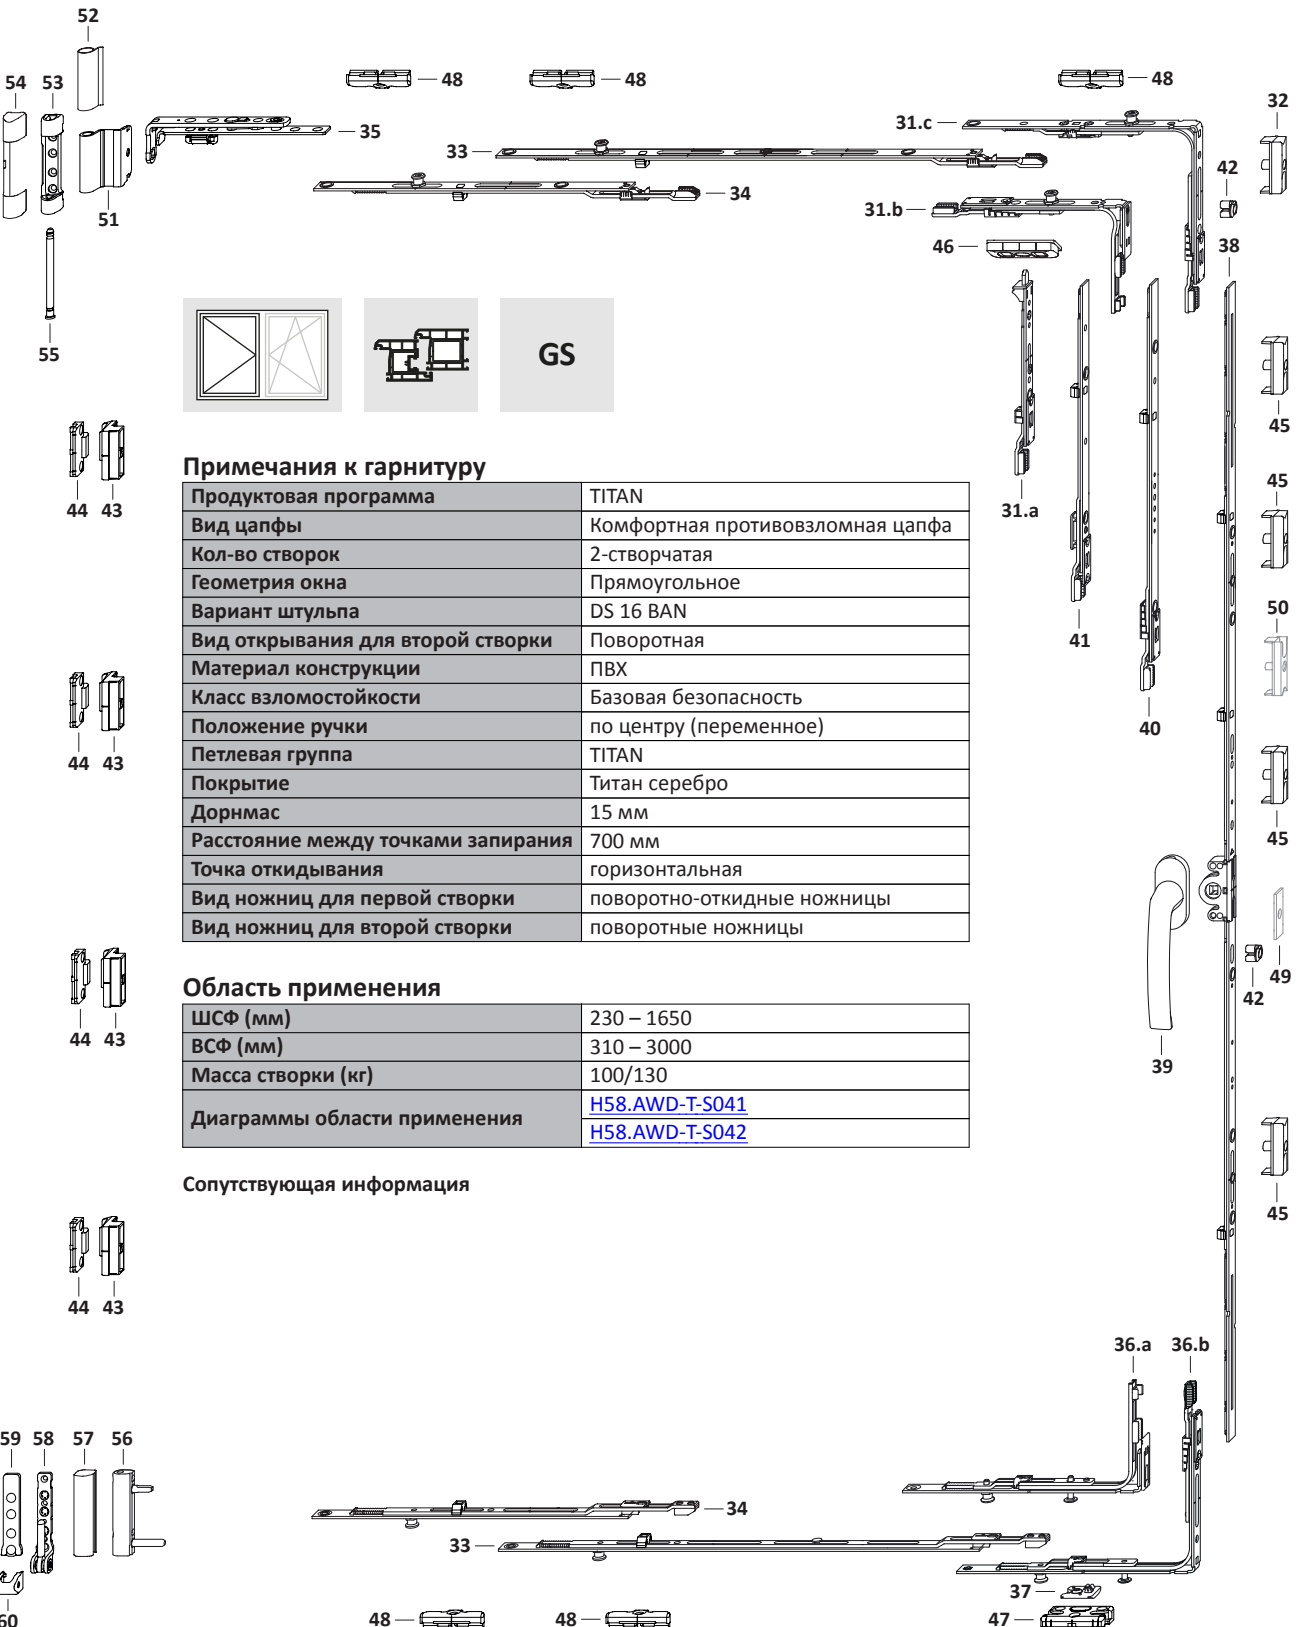 52
54 53
48 48 48
32
35
31.c
33
42
34
51
31.b
46
38
55
GS
45
Примечания к гарнитуру
Продуктовая программа TITAN
Вид цапфы Комфортная противовзломная цапфа
Кол-во створок 2-створчатая
Геометрия окна Прямоугольное
Вариант штульпа DS 16 BAN
Вид открывания для второй створки Поворотная
Материал конструкции ПВХ
Класс взломостойкости Базовая безопасность
Положение ручки по центру (переменное)
Петлевая группа TITAN
Покрытие Титан серебро
Дорнмас 15 мм
Расстояние между точками запирания 700 мм
Точка откидывания горизонтальная
Вид ножниц для первой створки поворотно-откидные ножницы
Вид ножниц для второй створки поворотные ножницы
44 43
31.a
45
50
41
40
44 43
45
49
42
39
44 43
Область применения
ШСФ (мм) 230 – 1650
ВСФ (мм) 310 – 3000
Масса створки (кг) 100/130
Диаграммы области применения
H58.AWD-T-S041
H58.AWD-T-S042
Сопутствующая информация
45
44 43
36.a 36.b
59 58 57 56
34
33
37
60
48 48 47